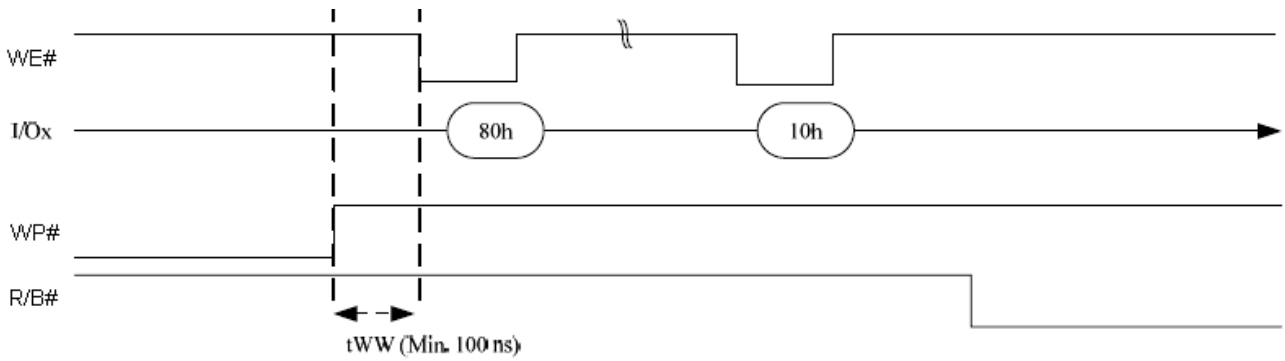 WE#
I/Ox
80h
10h
WP#
R/B#
tWW (Min. 100 ns)